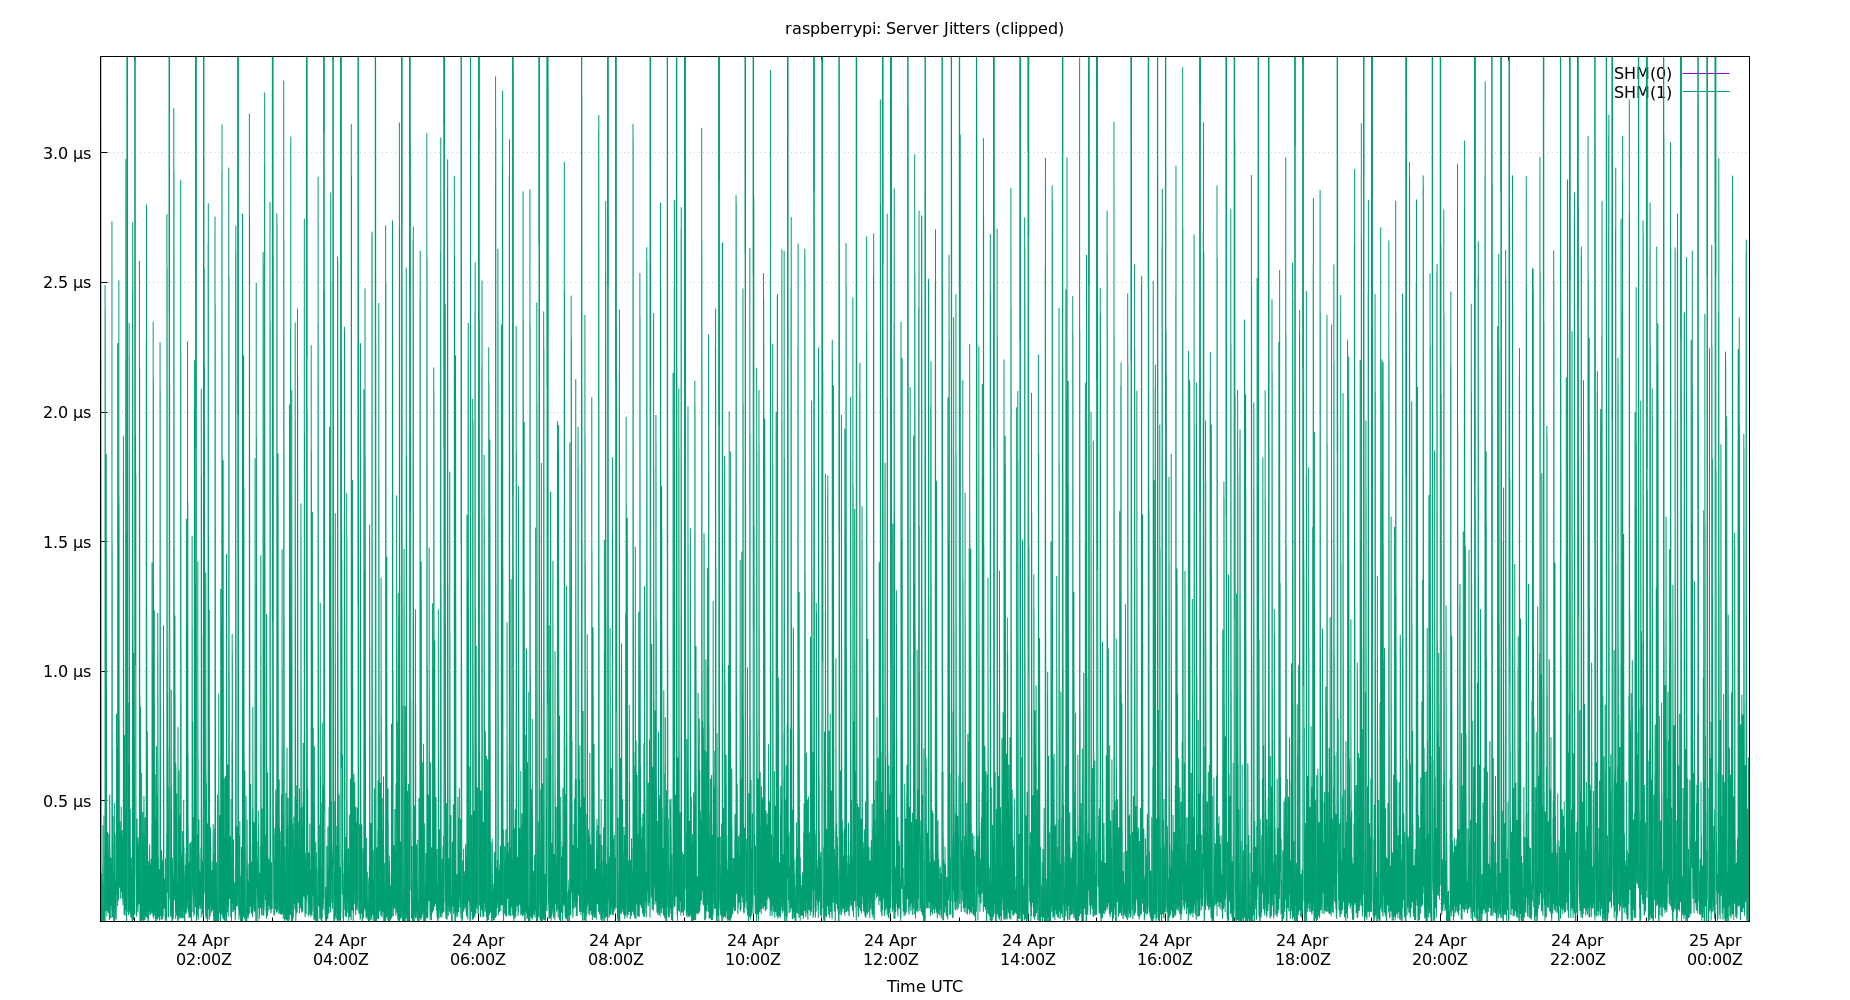 raspberrypi: Server Jitters (clipped)
SHM(0)
SHM(1)
3.0 µs
2.5 µs
2.0 µs
1.5 µs
1.0 µs
0.5 µs
24 Apr 24 Apr 24 Apr 24 Apr 24 Apr 24 Apr 24 Apr 24 Apr 24 Apr 24 Apr 24 Apr 25 Apr
02:00Z 04:00Z 06:00Z 08:00Z 10:00Z 12:00Z 14:00Z 16:00Z 18:00Z 20:00Z 22:00Z 00:00Z
Time UTC